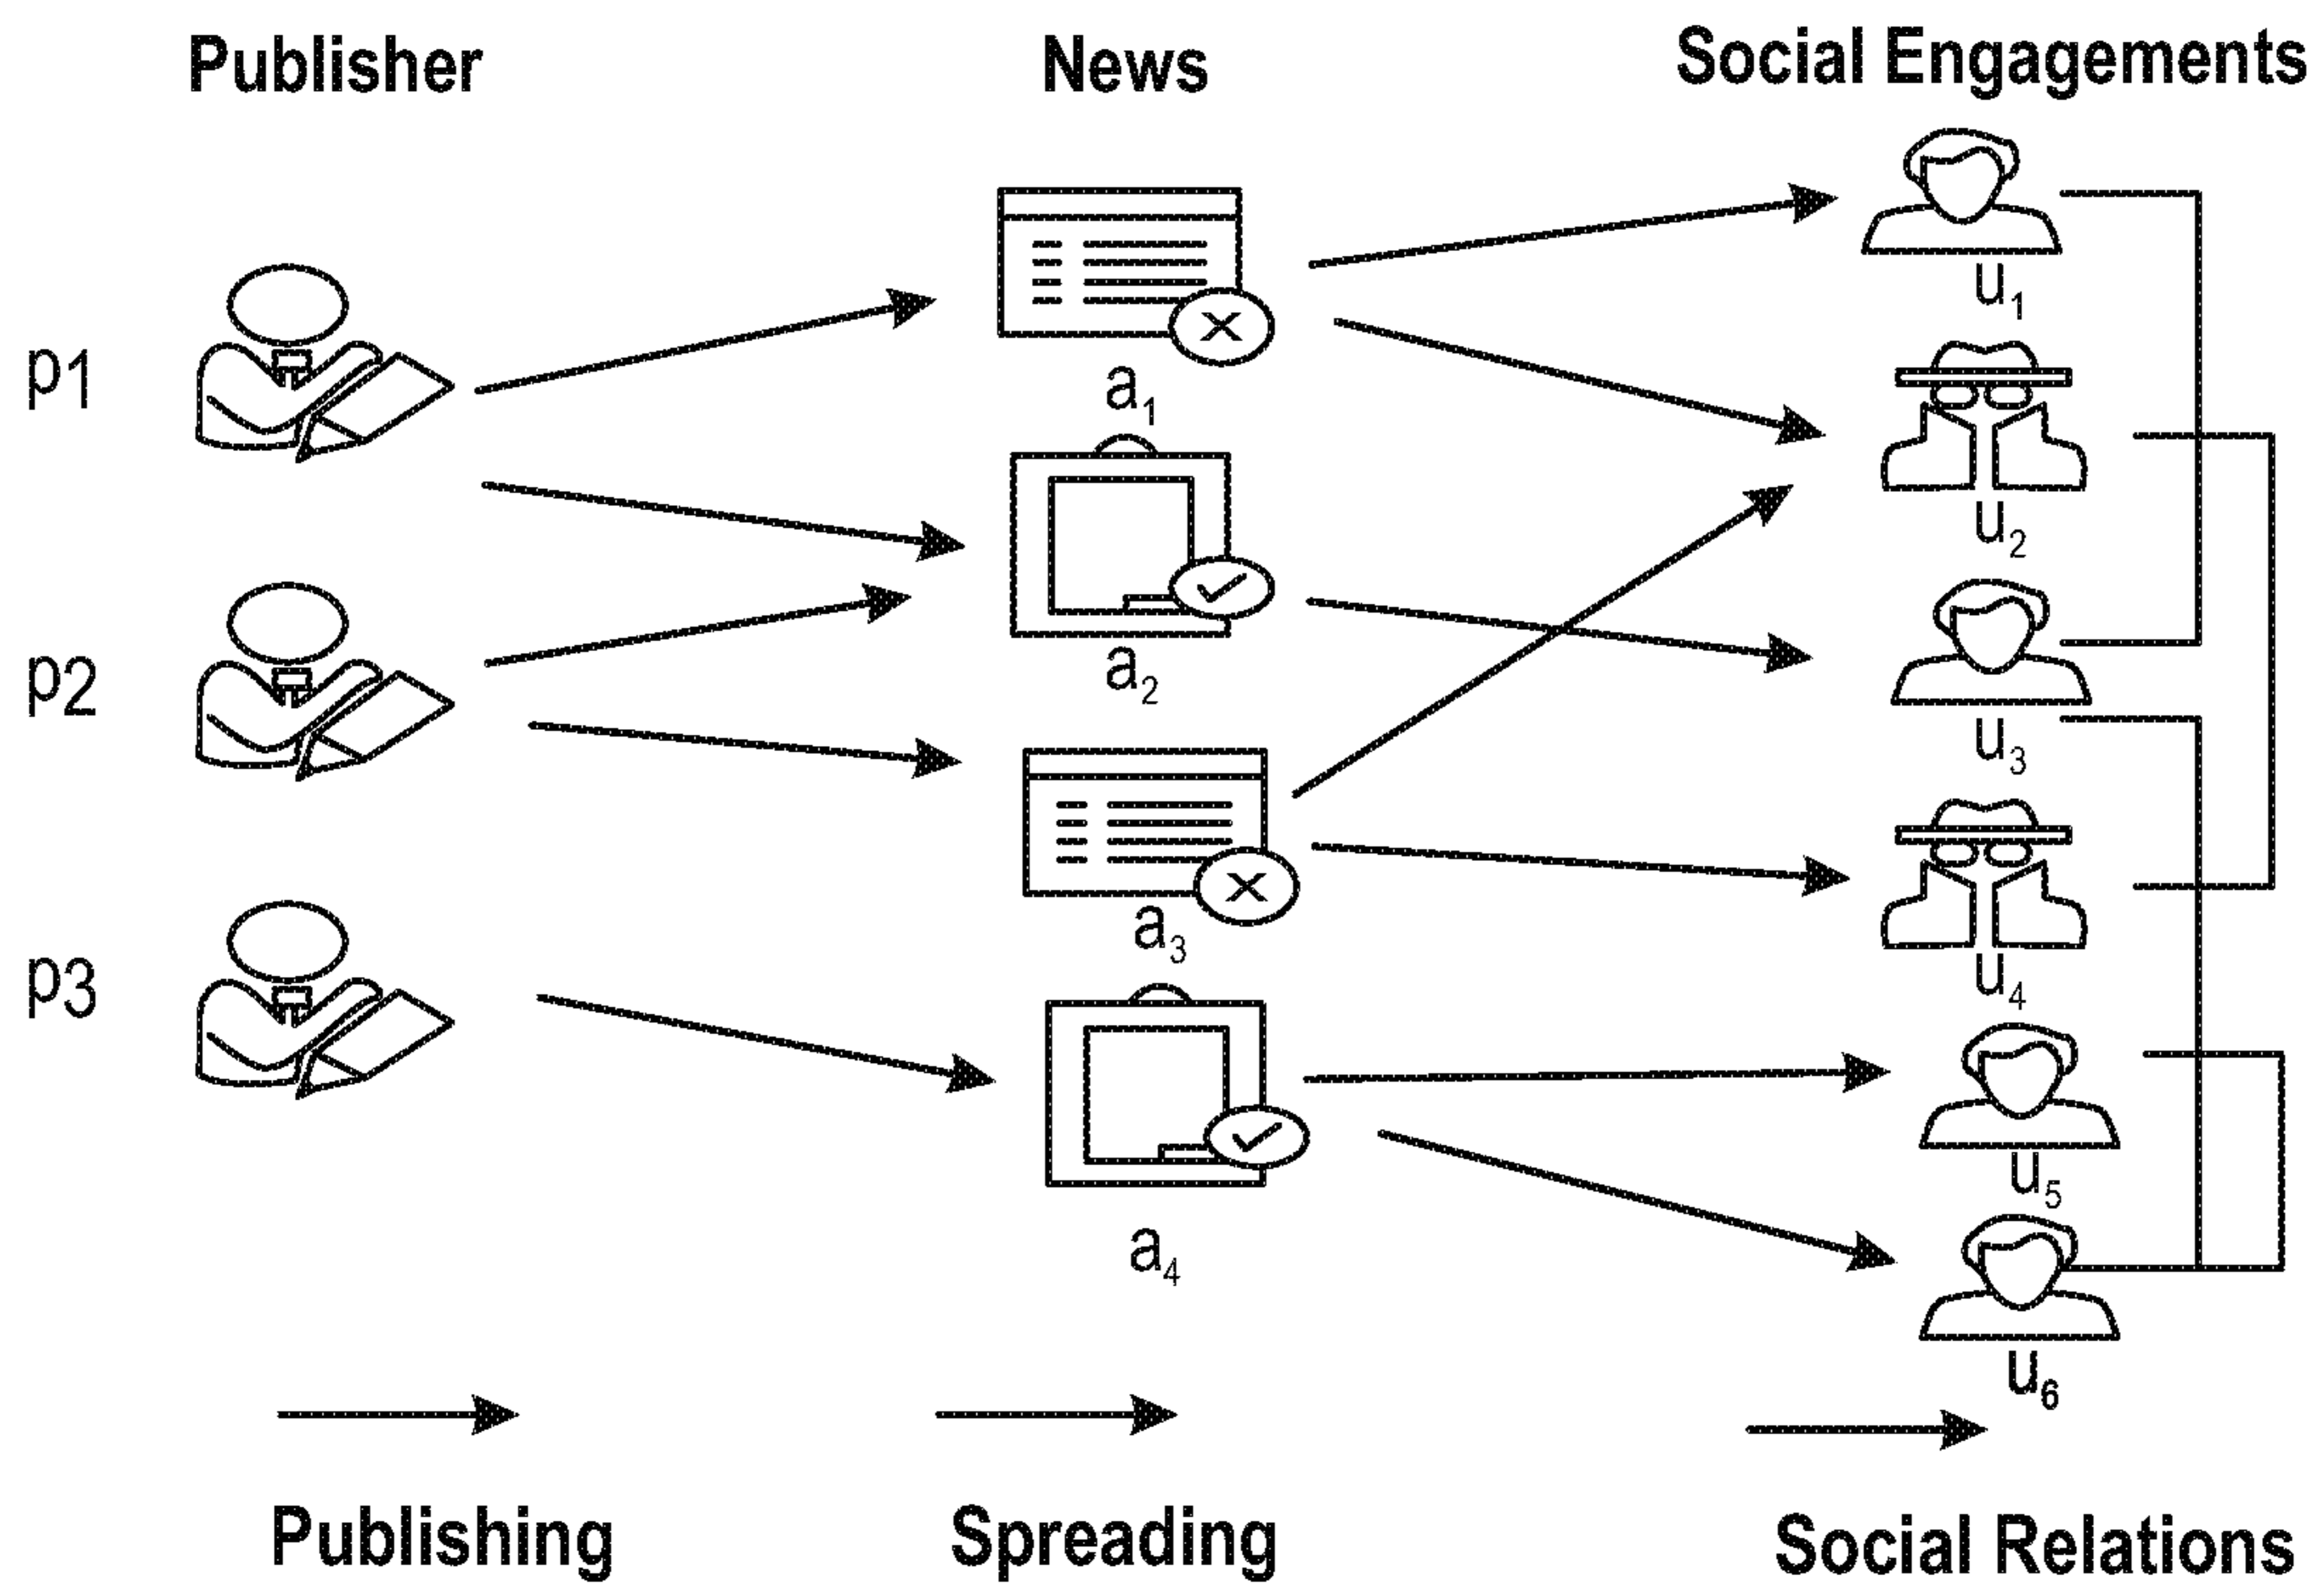 Publisher News Social Engagements
u1
p1
a1
u2
p2
a2
u3
a3
p3
u4
u5
a4
u6
Publishing Spreading Social Relations